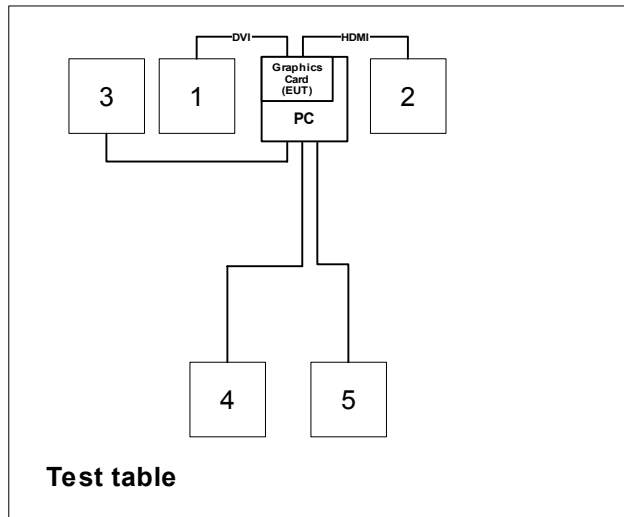 DVI
HDMI
Graphics
Card
(EUT)
3
1
2
PC
4
5
Test table